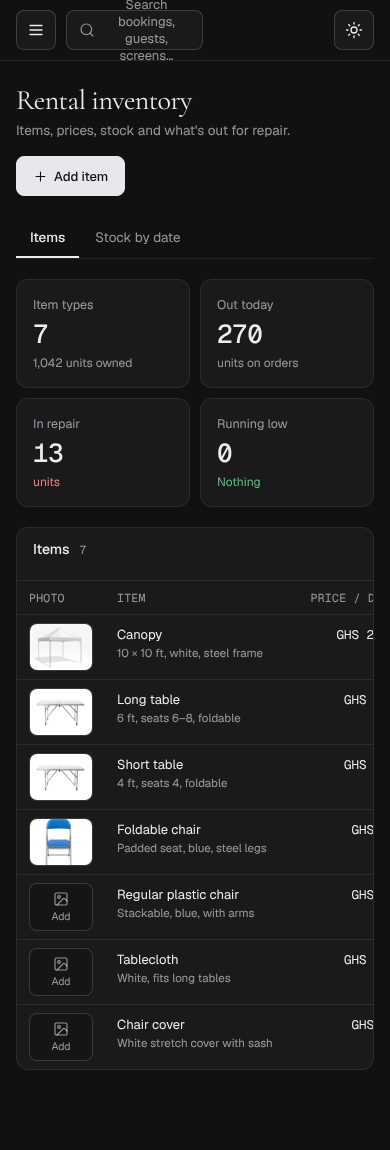 Search
bookings,
guests,
screens...
Rental inventory
Items, prices, stock and what's out for repair.
+ Add item
Items
Stock by date
Item types
7
1,042 units owned
Out today
270
units on orders
In repair
13
units
Running low
0
Nothing
Items 7
PHOTO ITEM PRICE / D
Canopy GHS 2
10 × 10 ft, white, steel frame
Long table GHS
6 ft, seats 6–8, foldable
Short table GHS
4 ft, seats 4, foldable
Foldable chair GHS
Padded seat, blue, steel legs
Add
Regular plastic chair GHS
Stackable, blue, with arms
Add
Tablecloth GHS
White, fits long tables
Add
Chair cover GHS
White stretch cover with sash